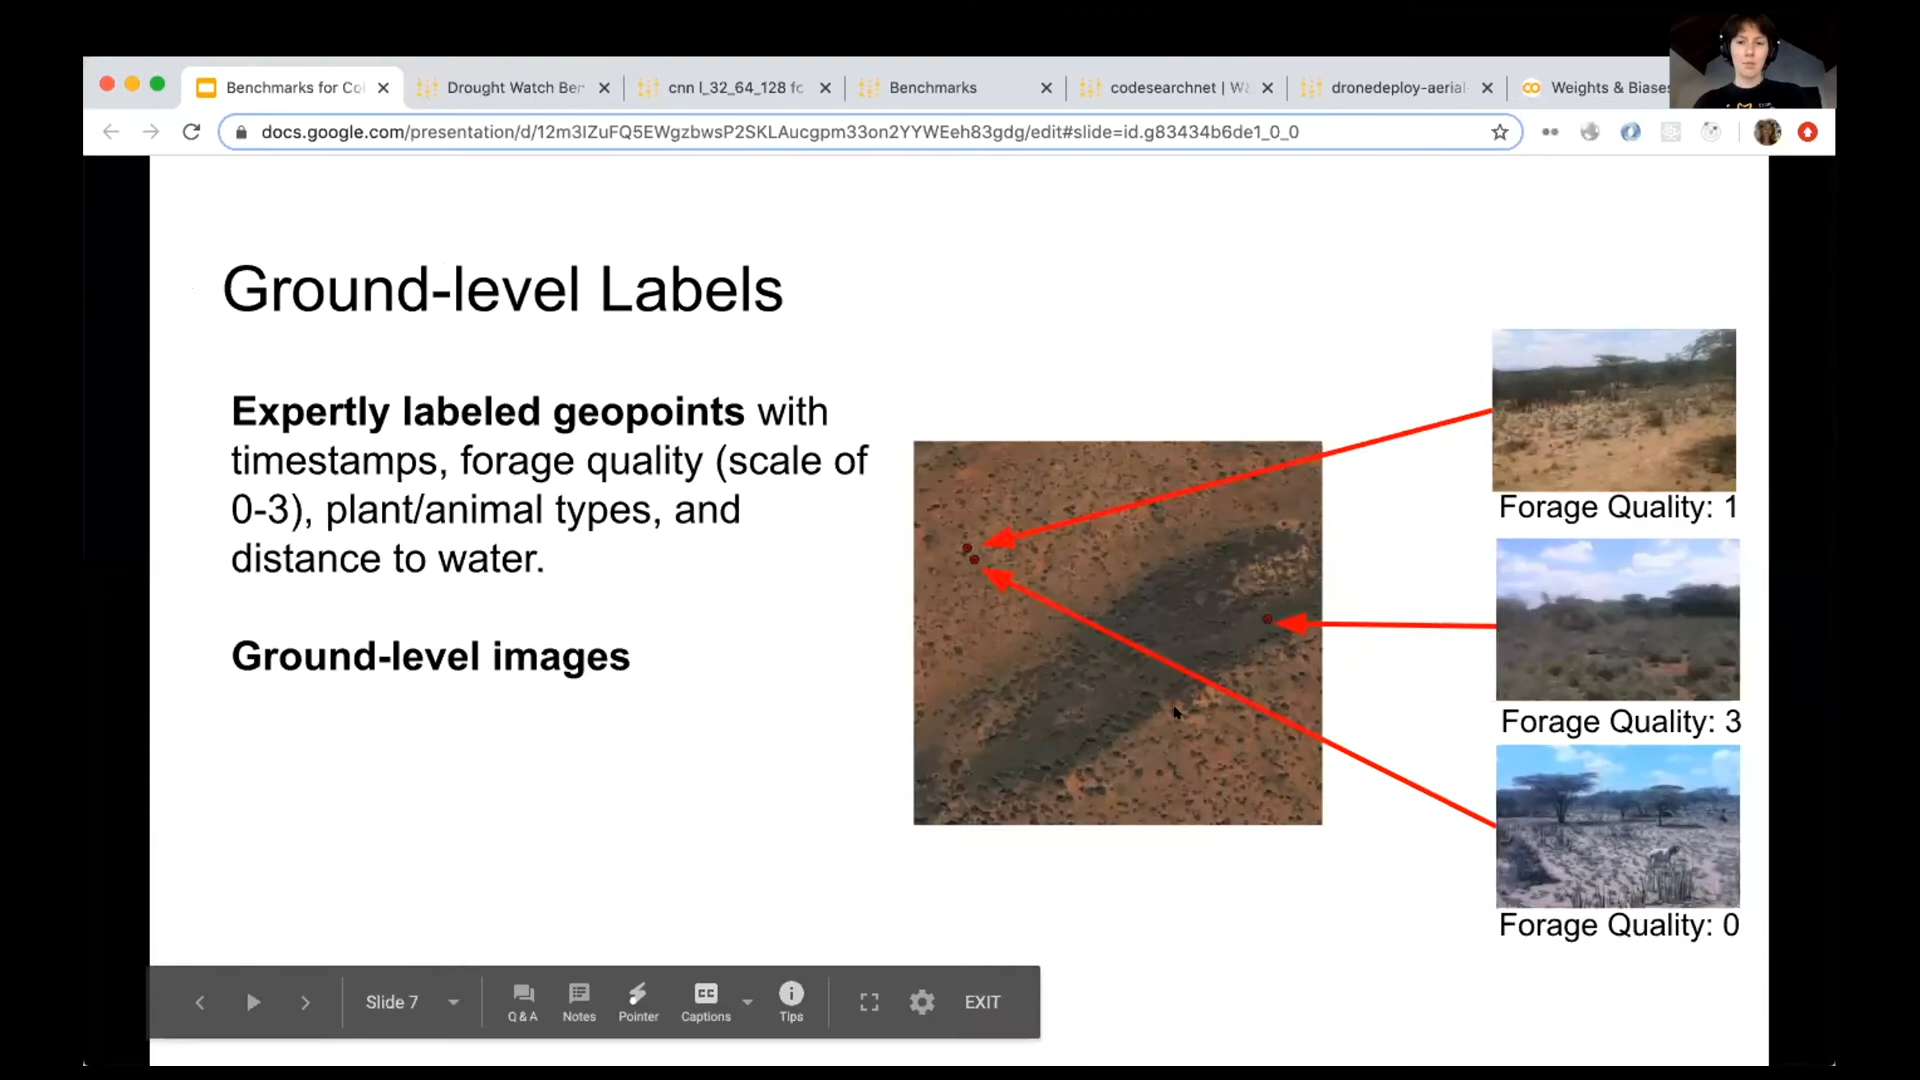 Benchmarks for Col
Drought Watch Ben
cnn l_32_64_128 fc
Benchmarks
codesearchnet | W&
dronedeploy-aerial
Weights & Biases
docs.google.com/presentation/d/12m3IZuFQ5EWgzbwsP2SKLAucgpm33on2YYWEeh83gdg/edit#slide=id.g83434b6de1_0_0
Ground-level Labels
Expertly labeled geopoints with
timestamps, forage quality (scale of
0-3), plant/animal types, and
distance to water.
Ground-level images
Forage Quality: 1
Forage Quality: 3
Forage Quality: 0
Slide 7
Q & A
Notes
Pointer
CC
Captions
Tips
EXIT